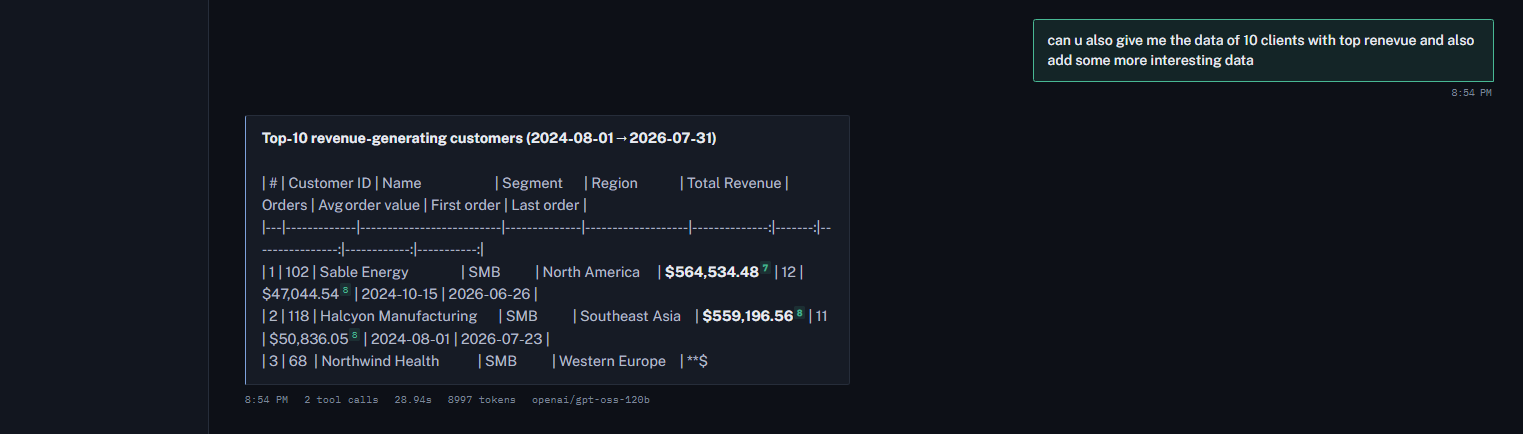 can u also give me the data of 10 clients with top renevue and also
add some more interesting data
8:54 PM
Top-10 revenue-generating customers (2024-08-01→2026-07-31)
| # | Customer ID | Name | Segment | Region | Total Revenue |
Orders | Avg order value | First order | Last order |
|---|-------------|--------------------------|--------------|-------------------|--------------:|-------:|--
---------------:|------------:|-----------:|
| 1 | 102 | Sable Energy | SMB | North America | $564,534.48 7 | 12 |
$47,044.54 8 | 2024-10-15 | 2026-06-26 |
| 2 | 118 | Halcyon Manufacturing | SMB | Southeast Asia | $559,196.56 8 | 11
| $50,836.05 8 | 2024-08-01 | 2026-07-23 |
| 3 | 68 | Northwind Health | SMB | Western Europe | **$
8:54 PM 2 tool calls 28.94s 8997 tokens openai/gpt-oss-120b